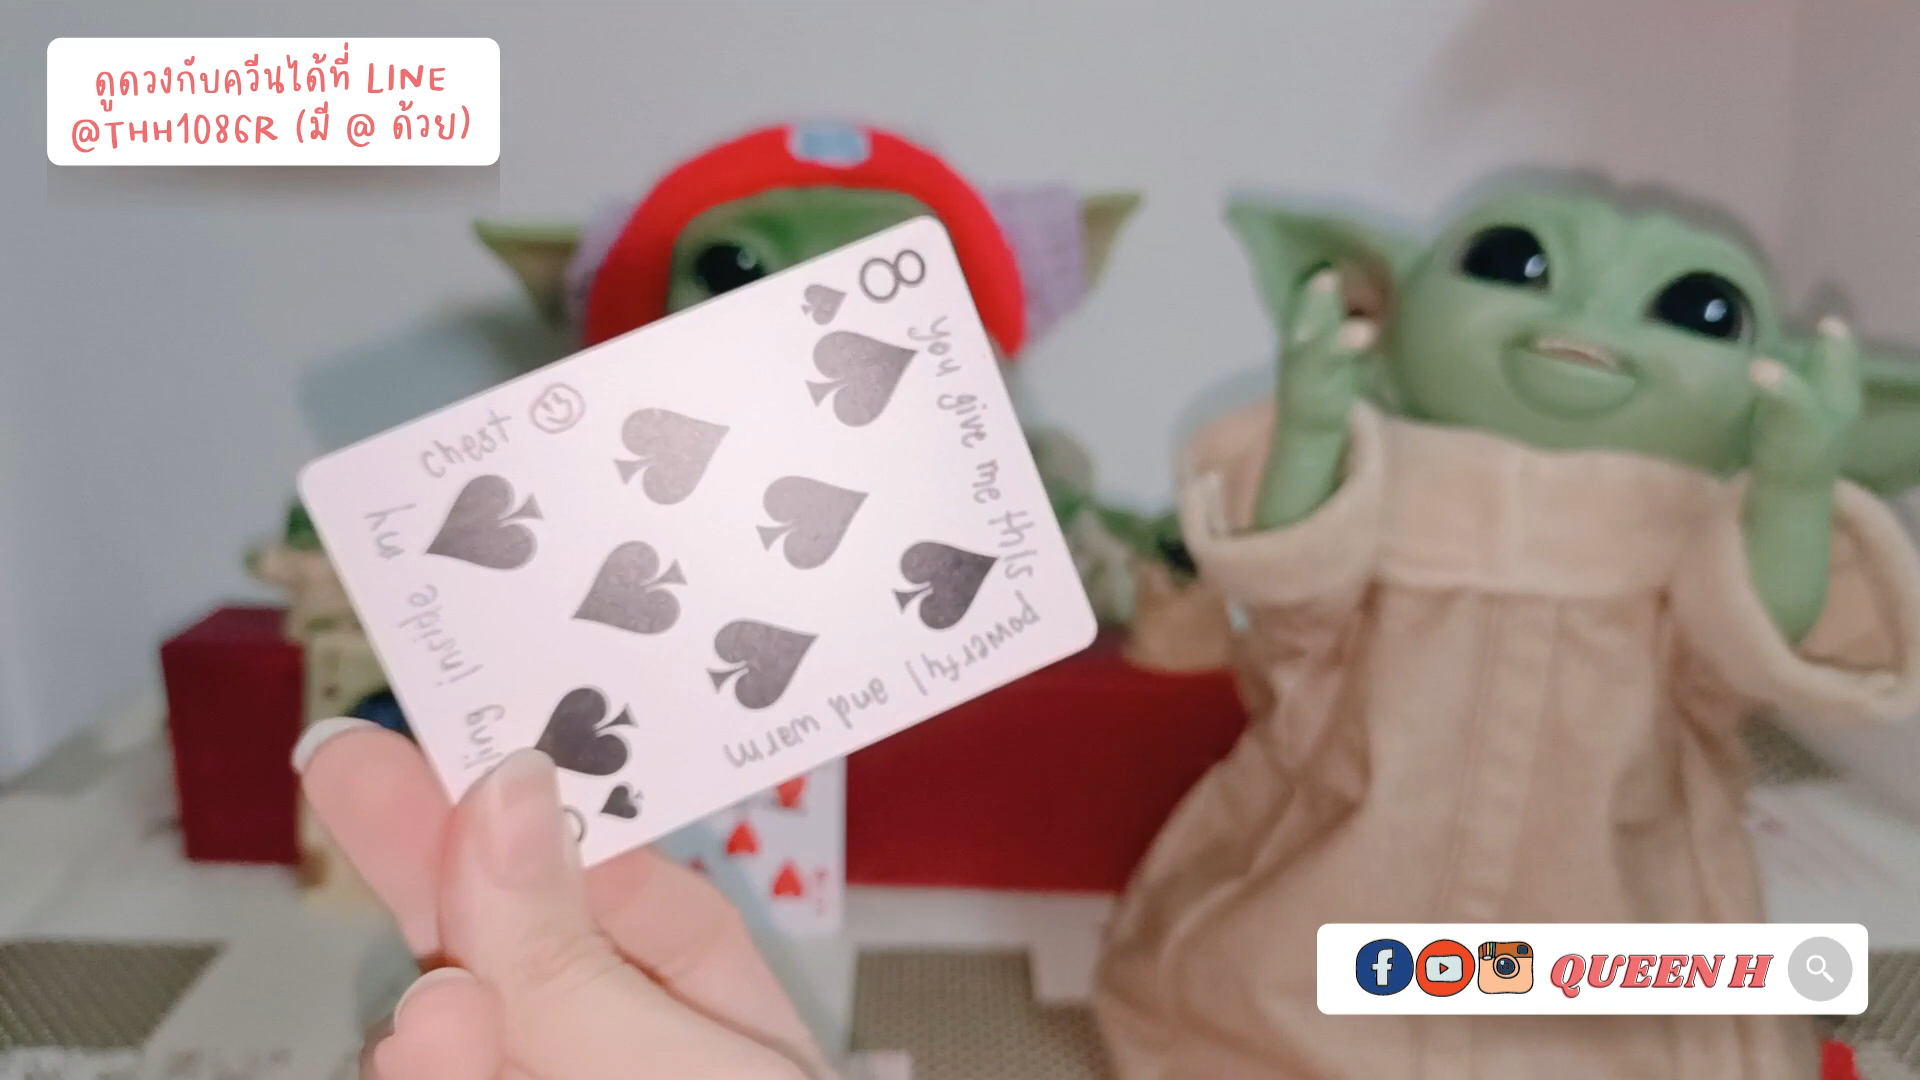 ดูดวงกับควีนได้ที่ LINE
@THH1086R (มี @ ด้วย)
8
you give me this
powerful and warm
inside my
chest
QUEEN H